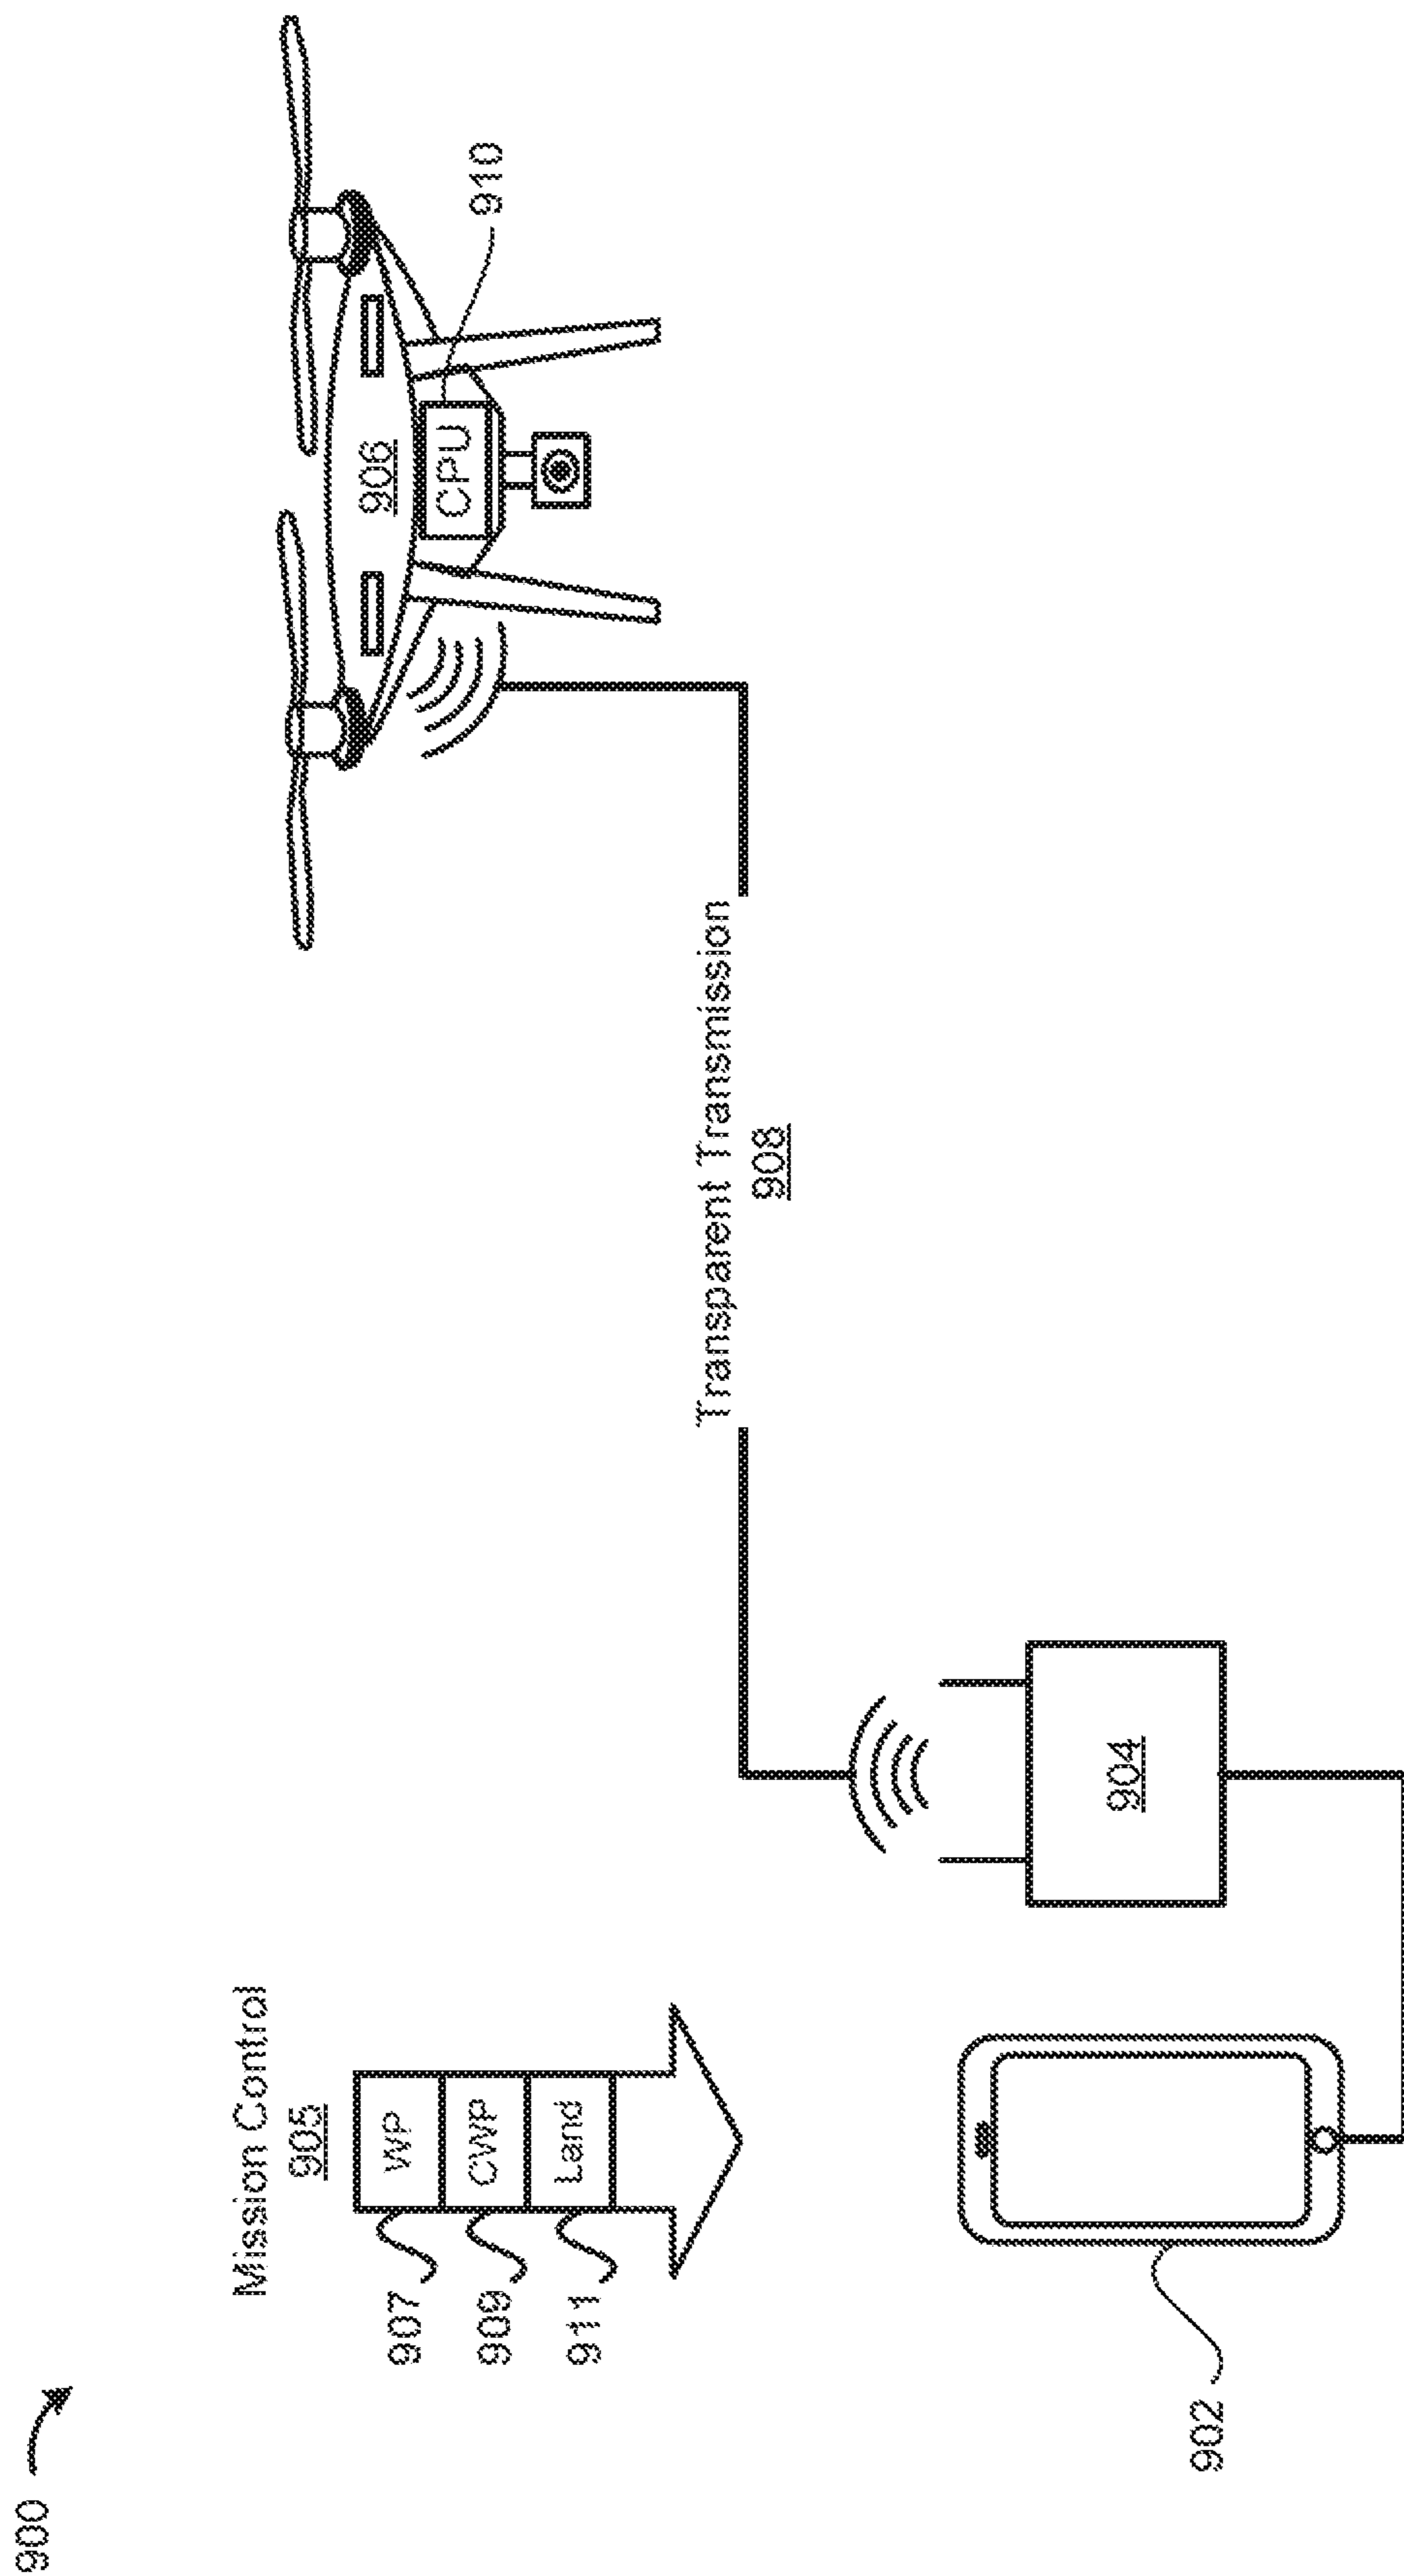 900
Mission Control
905
907
WP
909
CWP
911
Land
902
904
Transparent Transmission
908
906
CPU
910